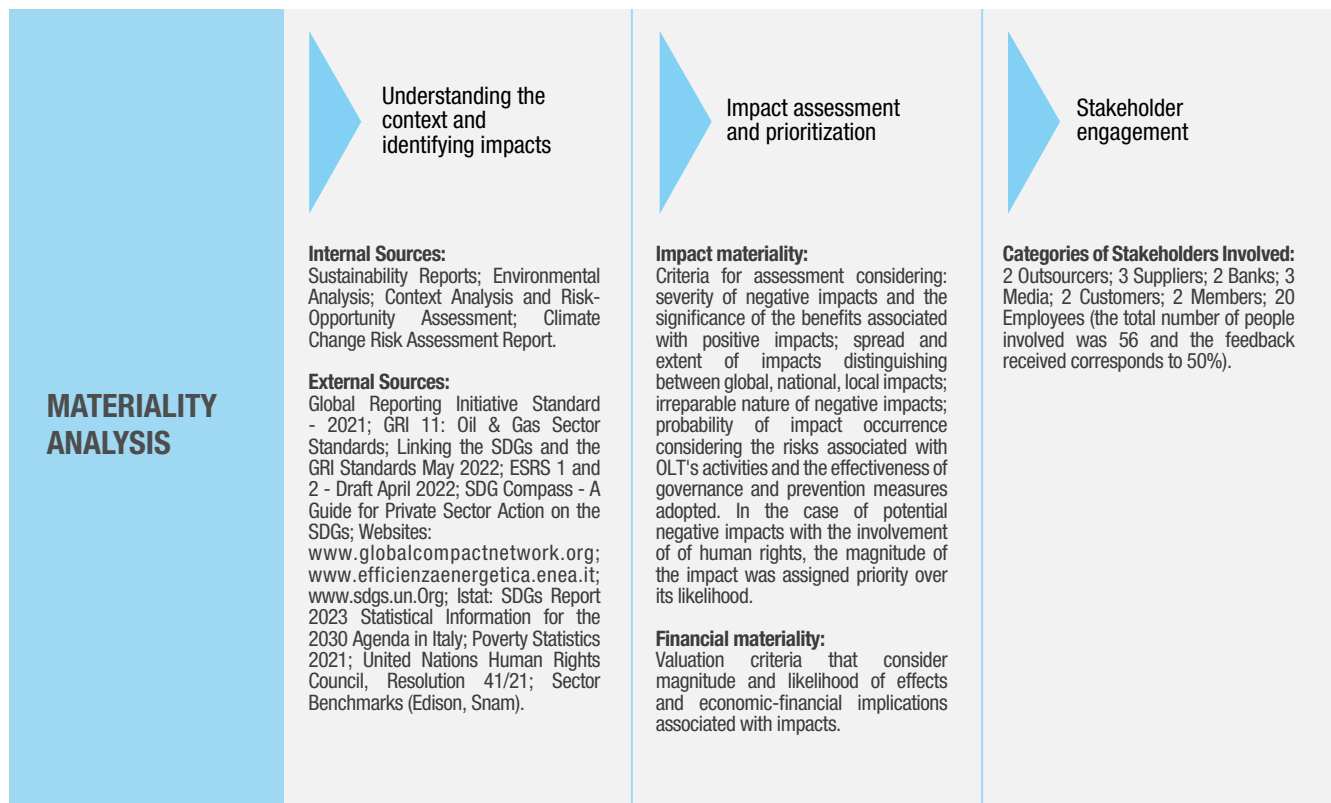 MATERIALITY
ANALYSIS
Understanding the
context and
identifying impacts
Internal Sources:
Sustainability Reports; Environmental
Analysis; Context Analysis and Risk-
Opportunity Assessment; Climate
Change Risk Assessment Report.
External Sources:
Global Reporting Initiative Standard
- 2021; GRI 11: Oil & Gas Sector
Standards; Linking the SDGs and the
GRI Standards May 2022; ESRS 1 and
2 - Draft April 2022; SDG Compass - A
Guide for Private Sector Action on the
SDGs; Websites:
www.globalcompactnetwork.org;
www.efficienzaenergetica.enea.it;
www.sdgs.un.Org; Istat: SDGs Report
2023 Statistical Information for the
2030 Agenda in Italy; Poverty Statistics
2021; United Nations Human Rights
Council, Resolution 41/21; Sector
Benchmarks (Edison, Snam).
Impact assessment
and prioritization
Impact materiality:
Criteria for assessment considering:
severity of negative impacts and the
significance of the benefits associated
with positive impacts; spread and
extent of impacts distinguishing
between global, national, local impacts;
irreparable nature of negative impacts;
probability of impact occurrence
considering the risks associated with
OLT's activities and the effectiveness of
governance and prevention measures
adopted. In the case of potential
negative impacts with the involvement
of of human rights, the magnitude of
the impact was assigned priority over
its likelihood.
Financial materiality:
Valuation criteria that consider
magnitude and likelihood of effects
and economic-financial implications
associated with impacts.
Stakeholder
engagement
Categories of Stakeholders Involved:
2 Outsourcers; 3 Suppliers; 2 Banks; 3
Media; 2 Customers; 2 Members; 20
Employees (the total number of people
involved was 56 and the feedback
received corresponds to 50%).